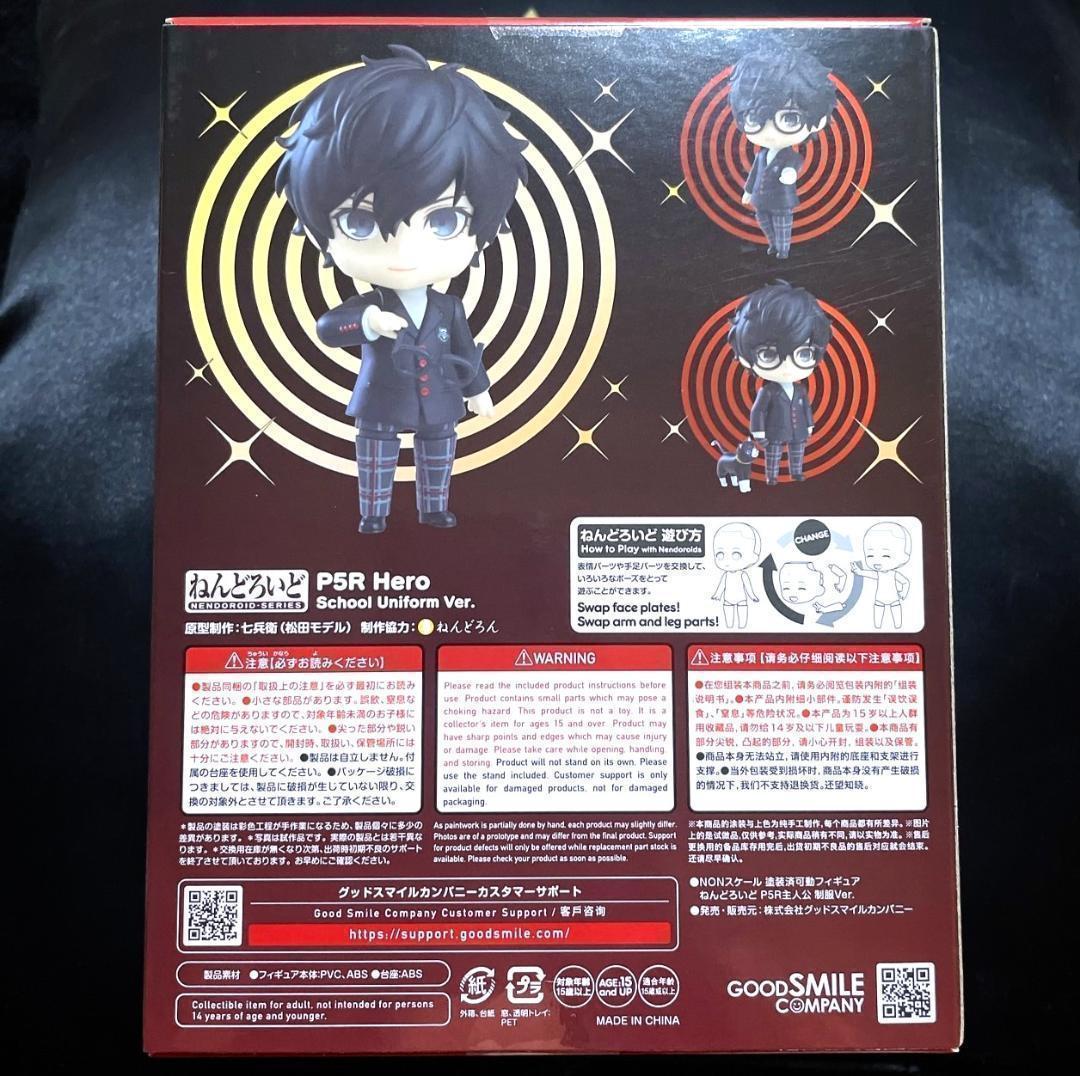 ねんどろいど
NENDOROID-SERIES
P5R Hero
School Uniform Ver.
原型制作:七兵衛(松田モデル) 制作協力: ねんどろん
ねんどろいど 遊び方
How to Play with Nendoroids
表情パーツや手足パーツを交換して、
いろいろなポーズをとって
遊ぶことができます。
Swap face plates!
Swap arm and leg parts!
CHANGE
ちゅうい かなら よ
⚠注意【必ずお読みください】
●製品同梱の「取扱上の注意」を必ず最初にお読み
ください。●小さな部品があります。誤飲、窒息な
どの危険がありますので、対象年齢未満のお子様に
は絶対に与えないでください。●尖った部分や鋭い
部分がありますので、開封時、取扱い、保管場所には
十分にご注意ください。●製品は自立しません。付
属の台座を使用してください。●パッケージ破損に
つきましては、製品に破損が生じていない限り、交
換の対象外とさせて頂きます。ご了承ください。
⚠WARNING
Please read the included product instructions before
use. Product contains small parts which may pose a
choking hazard. This product is not a toy. It is a
collector's item for ages 15 and over. Product may
have sharp points and edges which may cause injury
or damage. Please take care while opening, handling,
and storing. Product will not stand on its own. Please
use the stand included. Customer support is only
available for damaged products, not for damaged
packaging.
⚠注意事项【请务必仔细阅读以下注意事项】
●在您组装本商品之前,请务必阅览包装内附的「组装
说明书」。●本产品内附细小部件。谨防发生「误饮误
食」、「窒息」等危险状况。●本产品为15岁以上人群
用收藏品,请勿给14岁及以下儿童玩耍。●本商品有
部分尖锐,凸起的部分,请小心开封,组装以及保管。
●商品本身无法站立,请使用内附的底座和支架进行
支撑。●当外包装受到损坏时,商品本身没有产生破损
的情况下,我们不支持退换货。还望知晓。
*製品の塗装は彩色工程が手作業になるため、製品個々に多少の
差異があります。*写真は試作品です。実際の製品とは若干異な
ります。*交換用在庫が無くなり次第、出荷時初期不良のサポート
を終了させて頂いております。お早めにご確認ください。
As paintwork is partially done by hand, each product may slightly differ.
Photos are of a prototype and may differ from the final product. Support
for product defects will only be offered while replacement part stock is
available. Please check your product as soon as possible.
※本商品的涂装与上色为纯手工制作,每个商品都有所差异。※图片
上的是试做品,仅供参考,实际商品稍有不同,请以实物为准。※售后
更换用的备品库存用完后,出货初期不良品的售后对应就会结束。
还请尽早确认。
グッドスマイルカンパニーカスタマーサポート
Good Smile Company Customer Support / 客戶咨询
https://support.goodsmile.com/
●NONスケール 塗装済可動フィギュア
ねんどろいど P5R主人公 制服Ver.
●発売・販売元:株式会社グッドスマイルカンパニー
製品素材 ●フィギュア本体:PVC、ABS ●台座:ABS
Collectible item for adult, not intended for persons
14 years of age and younger.
紙
外箱、台紙
プラ
窓、透明トレイ:
PET
対象年齢
15歳以上
AGE:15
and UP
適合年齡
15歲或以上
MADE IN CHINA
GOOD SMILE
COMPANY